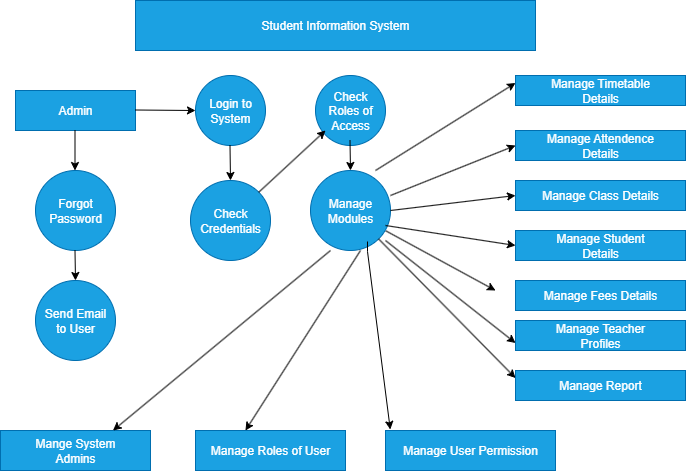 Student Information System
Admin
Login to
System
Check
Roles of
Access
Manage Timetable
Details
Manage Attendence
Details
Forgot
Password
Check
Credentials
Manage
Modules
Manage Class Details
Manage Student
Details
Send Email
to User
Manage Fees Details
Manage Teacher
Profiles
Manage Report
Mange System
Admins
Manage Roles of User
Manage User Permission